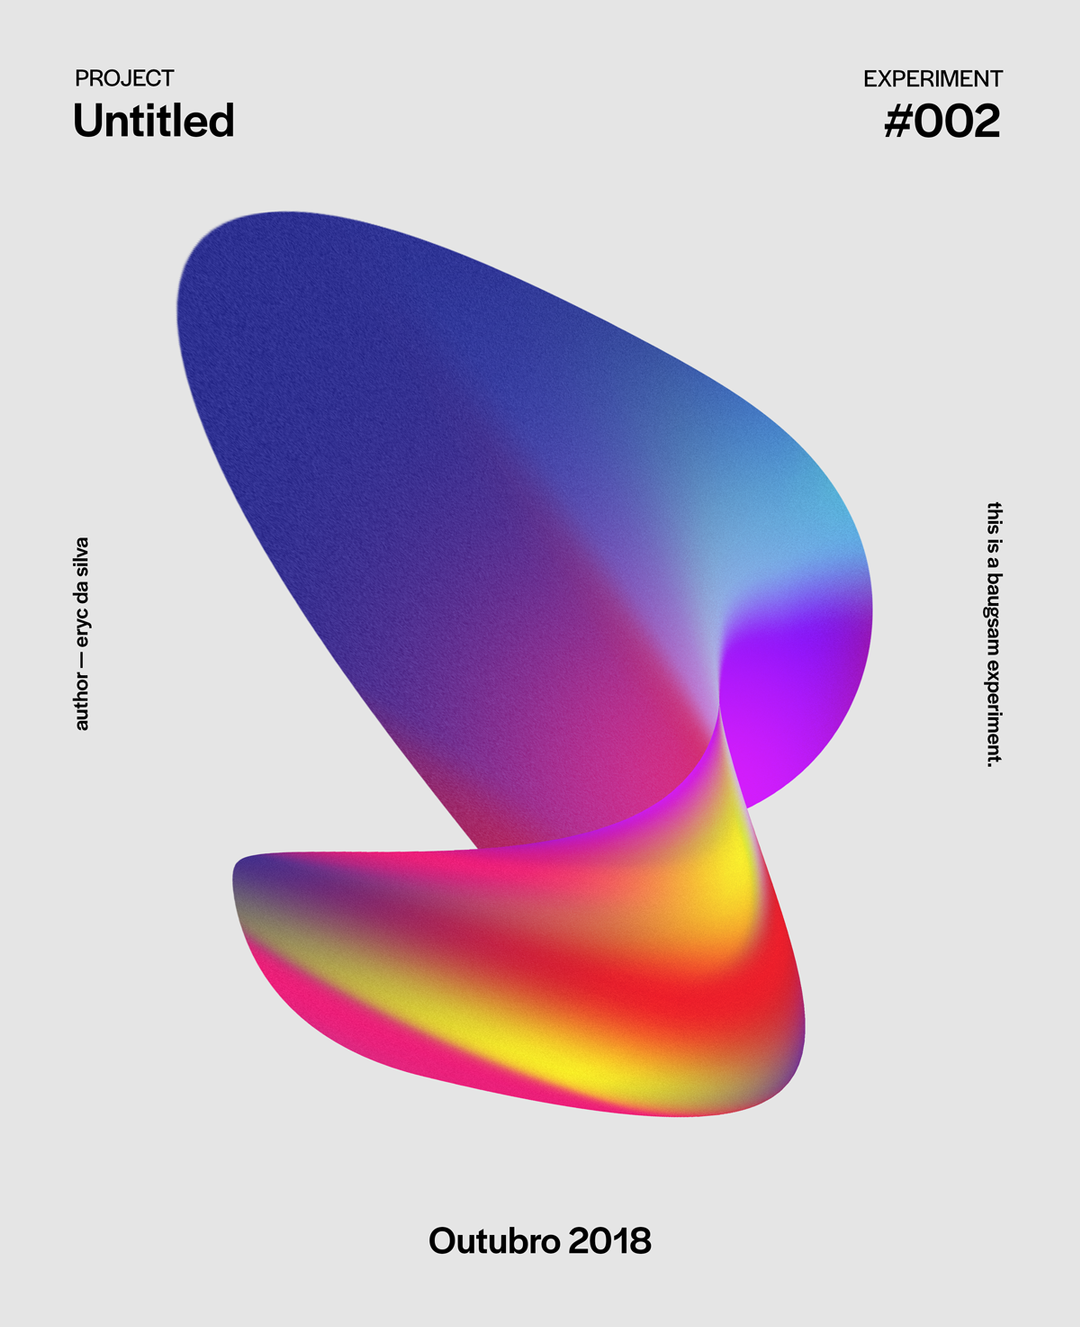 PROJECT
Untitled
EXPERIMENT
#002
author — eryc da silva
this is a baugsam experiment.
Outubro 2018